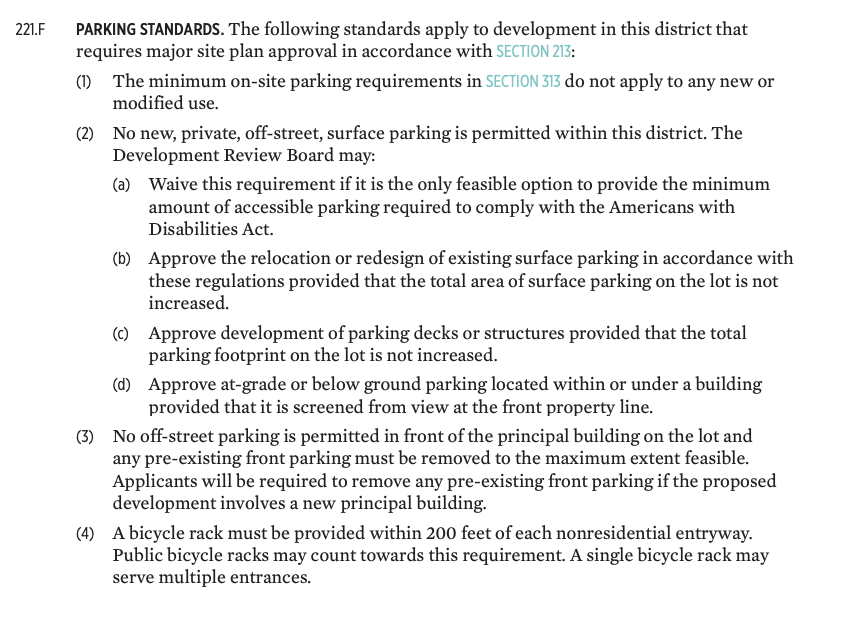 221.F PARKING STANDARDS. The following standards apply to development in this district that
requires major site plan approval in accordance with SECTION 213:
(1) The minimum on-site parking requirements in SECTION 313 do not apply to any new or
modified use.
(2) No new, private, off-street, surface parking is permitted within this district. The
Development Review Board may:
(a) Waive this requirement if it is the only feasible option to provide the minimum
amount of accessible parking required to comply with the Americans with
Disabilities Act.
(b) Approve the relocation or redesign of existing surface parking in accordance with
these regulations provided that the total area of surface parking on the lot is not
increased.
(c) Approve development of parking decks or structures provided that the total
parking footprint on the lot is not increased.
(d) Approve at-grade or below ground parking located within or under a building
provided that it is screened from view at the front property line.
(3) No off-street parking is permitted in front of the principal building on the lot and
any pre-existing front parking must be removed to the maximum extent feasible.
Applicants will be required to remove any pre-existing front parking if the proposed
development involves a new principal building.
(4) A bicycle rack must be provided within 200 feet of each nonresidential entryway.
Public bicycle racks may count towards this requirement. A single bicycle rack may
serve multiple entrances.